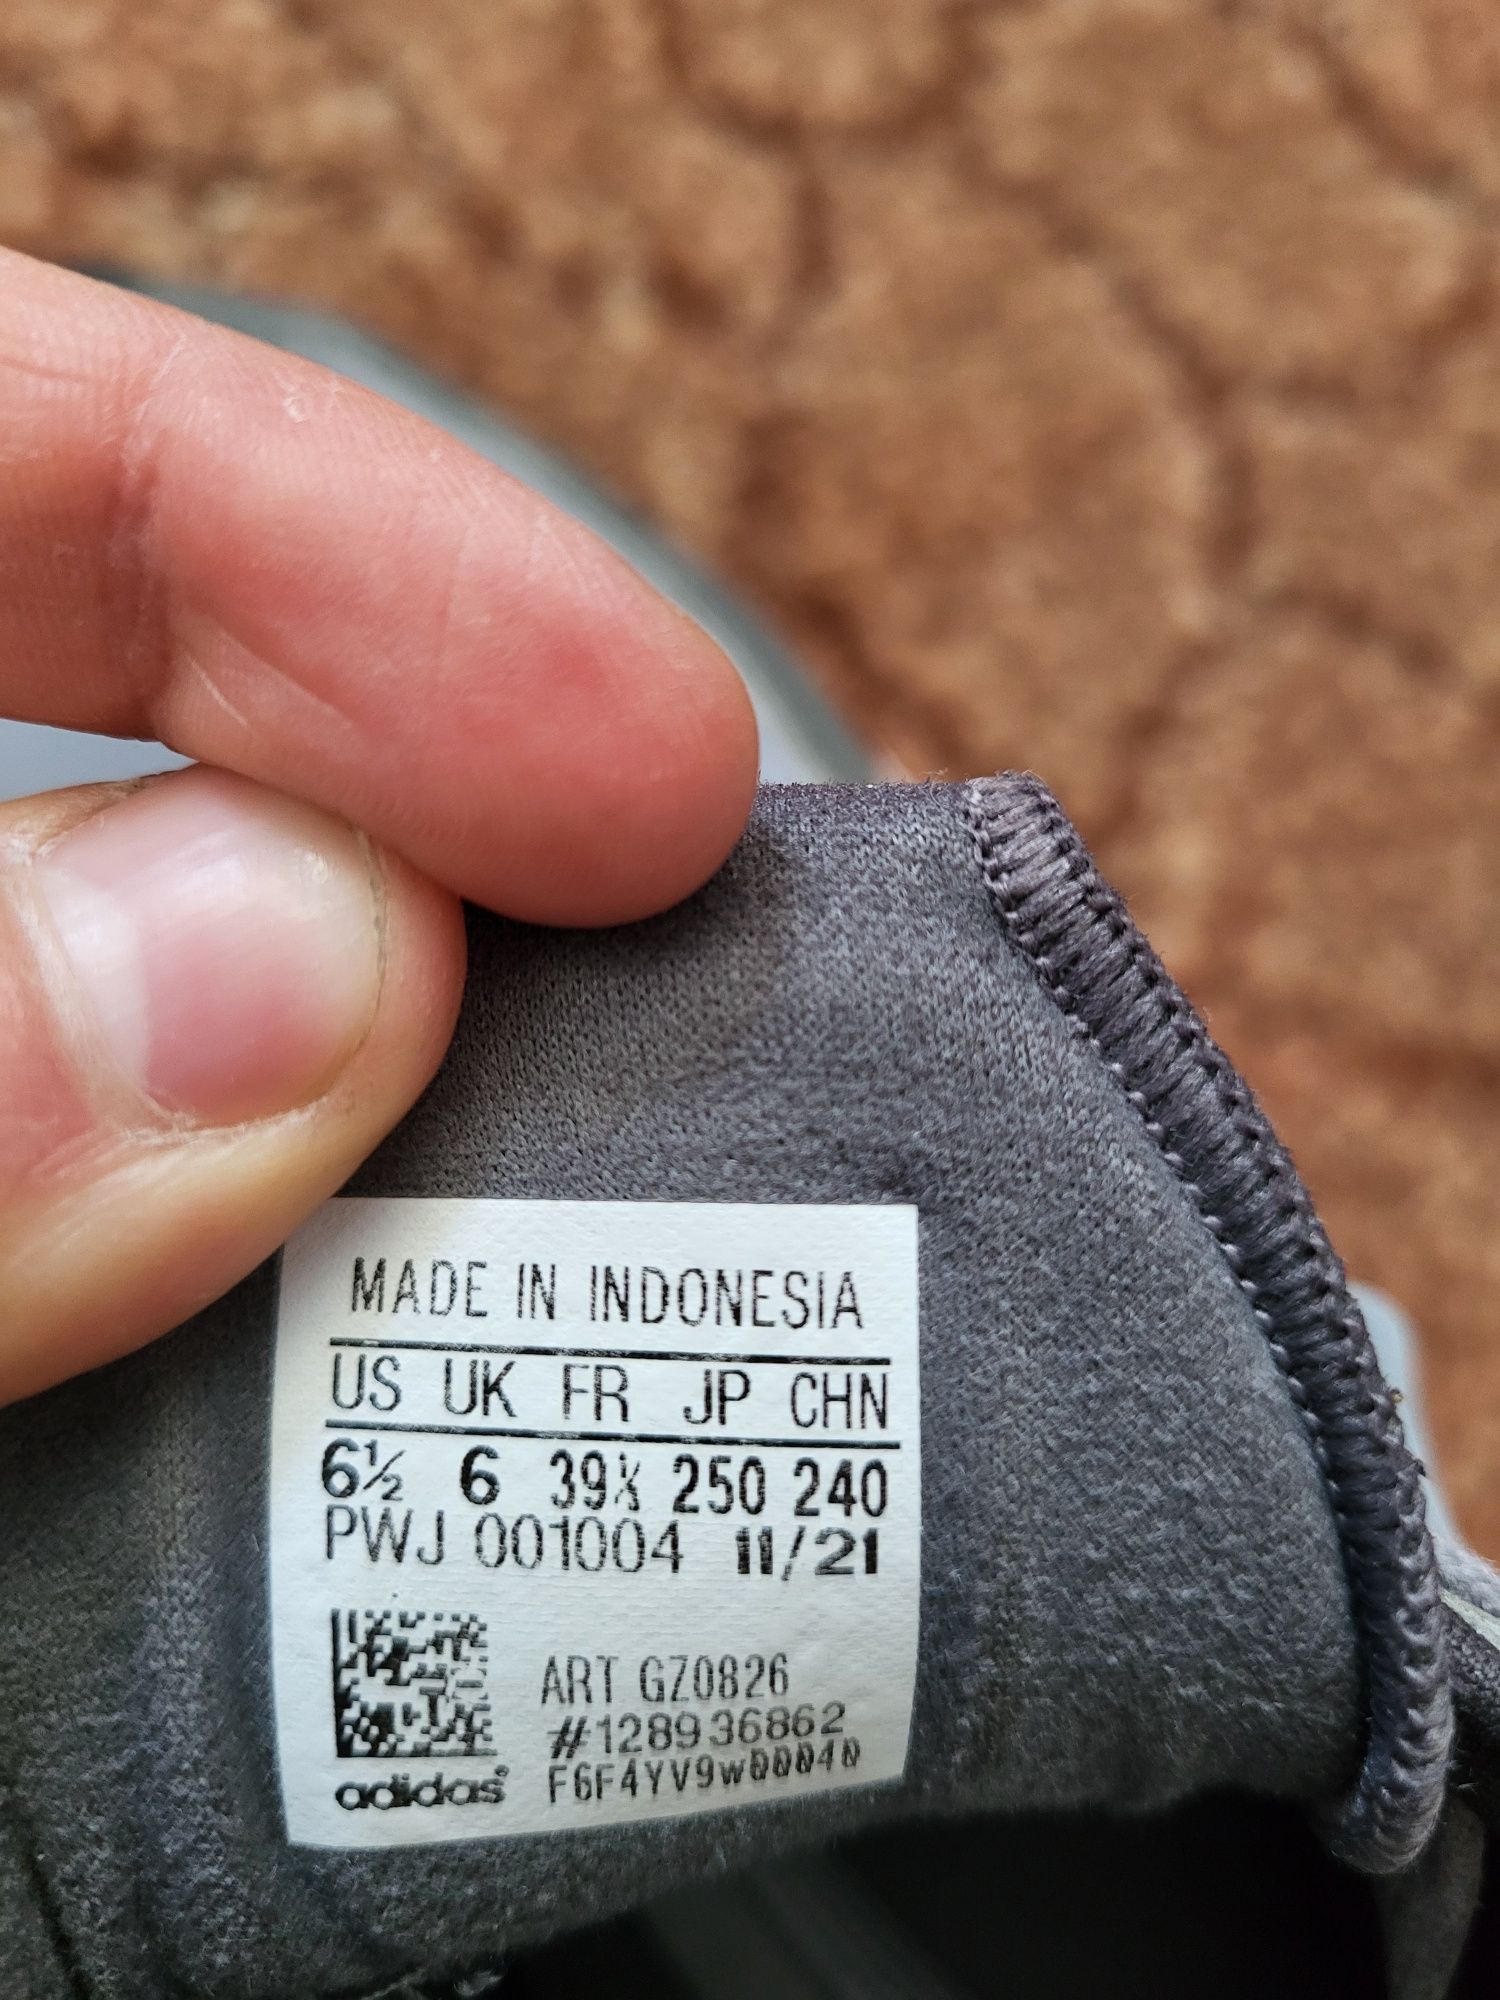 MADE IN INDONESIA
US UK FR JP CHN
6½ 6 39⅓ 250 240
PWJ 001004 11/21
ART GZ0826
#128936862
F6F4YV9W00040
adidas®